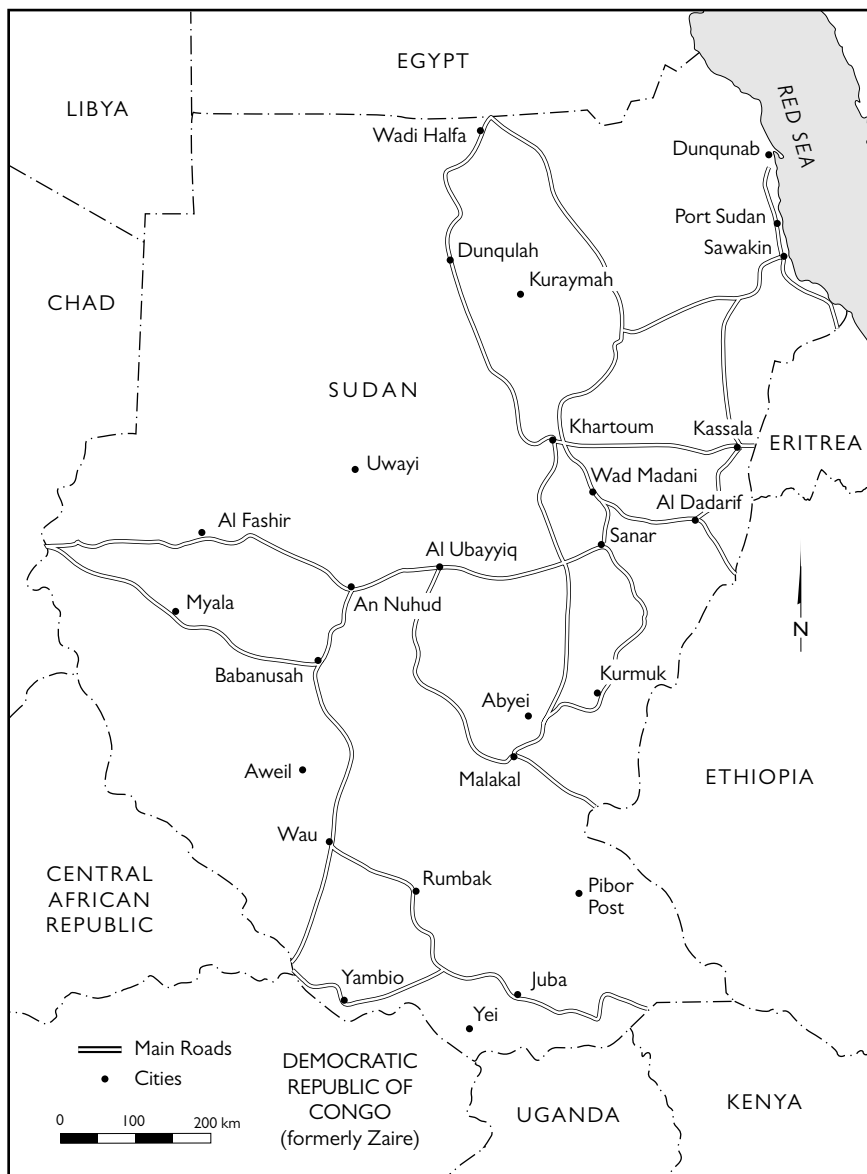 EGYPT
LIBYA
RED SEA
Wadi Halfa
Dunqunab
Port Sudan
Sawakin
Dunqulah
Kuraymah
CHAD
SUDAN
Khartoum
Kassala
ERITREA
Uwayi
Wad Madani
Al Dadarif
Al Fashir
Sanar
Al Ubayyiq
Myala
An Nuhud
N
Babanusah
Kurmuk
Abyei
Aweil
Malakal
ETHIOPIA
Wau
CENTRAL
AFRICAN
REPUBLIC
Rumbak
Pibor
Post
Yambio
Juba
Yei
Main Roads
Cities
0 100 200 km
DEMOCRATIC
REPUBLIC OF
CONGO
(formerly Zaire)
UGANDA
KENYA